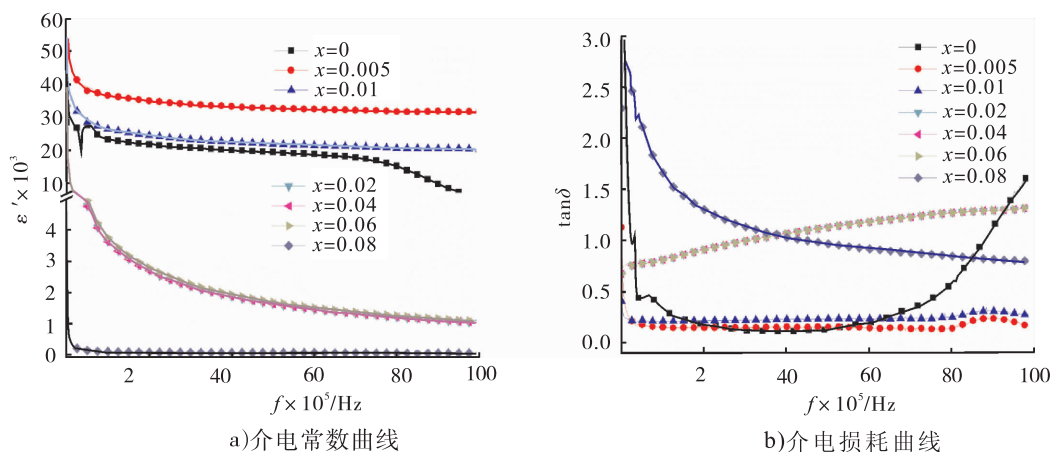 60
50
40
30
20
10
4
3
2
1
0
ε′×10³
x=0
x=0.005
x=0.01
x=0.02
x=0.04
x=0.06
x=0.08
2 40 60 80 100
f×10⁵/Hz
a)介电常数曲线
3.0
2.5
2.0
1.5
1.0
0.5
0.0
tanδ
x=0
x=0.005
x=0.01
x=0.02
x=0.04
x=0.06
x=0.08
2 40 60 80 100
f×10⁵/Hz
b)介电损耗曲线